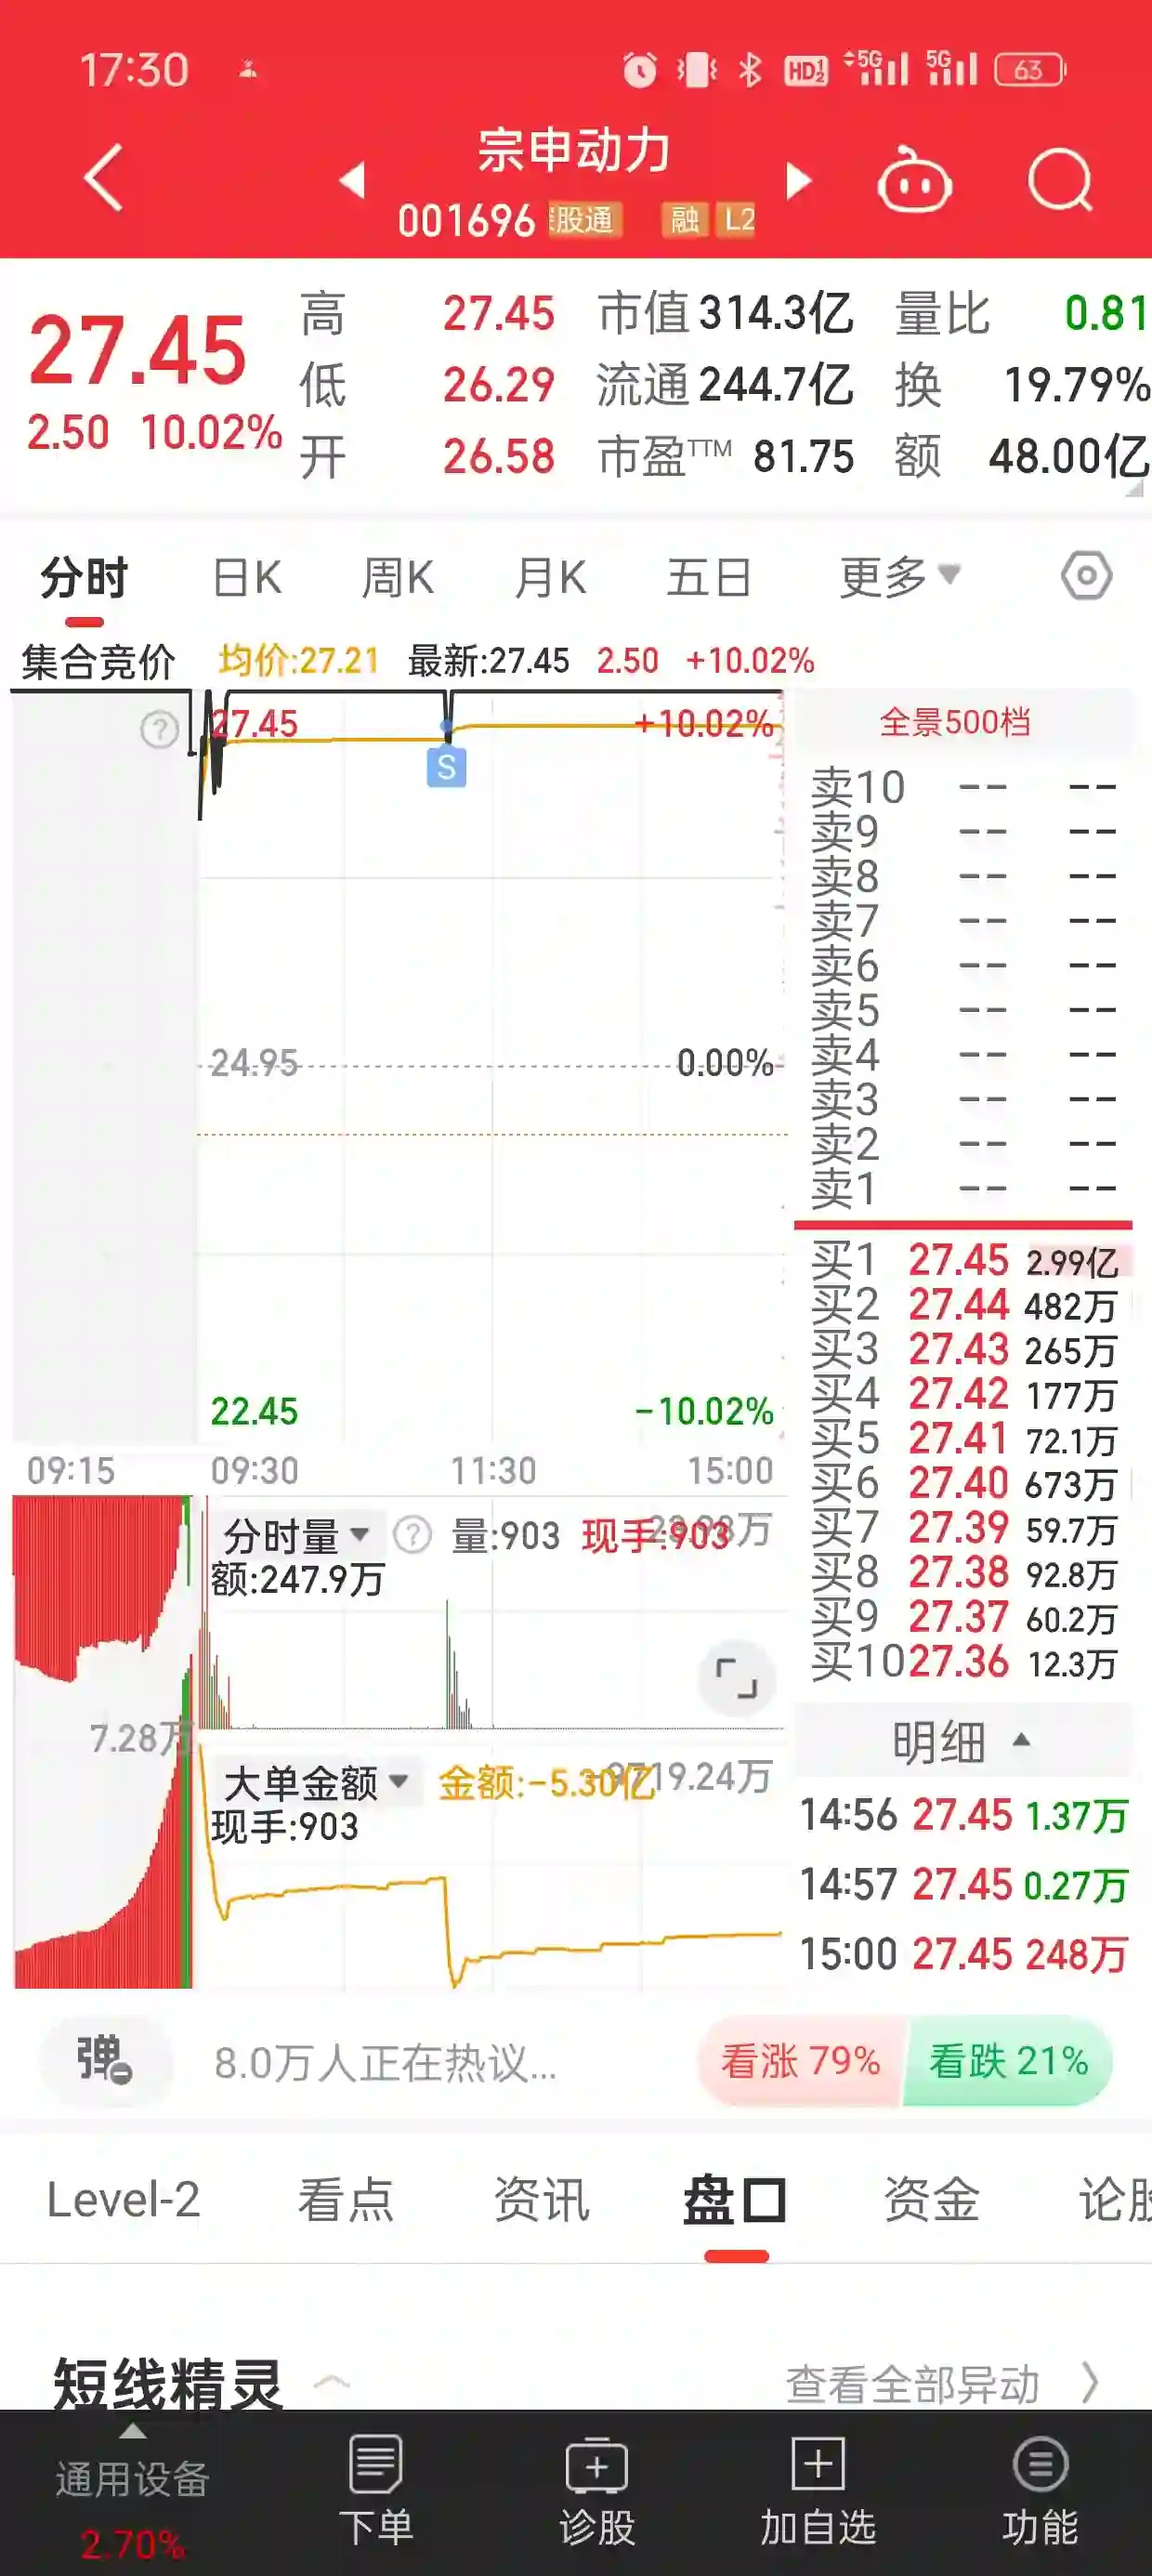 17:30
HD 1 2 5G 5G 63
宗申动力
001696 股通 融 L2
27.45
2.50 10.02%
高 27.45 市值 314.3亿 量比 0.81
低 26.29 流通 244.7亿 换 19.79%
开 26.58 市盈TTM 81.75 额 48.00亿
分时 日K 周K 月K 五日 更多
集合竞价 均价:27.21 最新:27.45 2.50 +10.02%
27.45 +10.02%
S
24.95 0.00%
22.45 -10.02%
09:15 09:30 11:30 15:00
全景500档
卖10 -- --
卖9 -- --
卖8 -- --
卖7 -- --
卖6 -- --
卖5 -- --
卖4 -- --
卖3 -- --
卖2 -- --
卖1 -- --
买1 27.45 2.99亿
买2 27.44 482万
买3 27.43 265万
买4 27.42 177万
买5 27.41 72.1万
买6 27.40 673万
买7 27.39 59.7万
买8 27.38 92.8万
买9 27.37 60.2万
买10 27.36 12.3万
分时量 ? 量:903 现手:903
额:247.9万
7.28万
大单金额 金额:-5.30亿
现手:903
明细
14:56 27.45 1.37万
14:57 27.45 0.27万
15:00 27.45 248万
弹 8.0万人正在热议... 看涨 79% 看跌 21%
Level-2 看点 资讯 盘口 资金 论股
短线精灵 查看全部异动
通用设备
2.70%
下单 诊股 加自选 功能